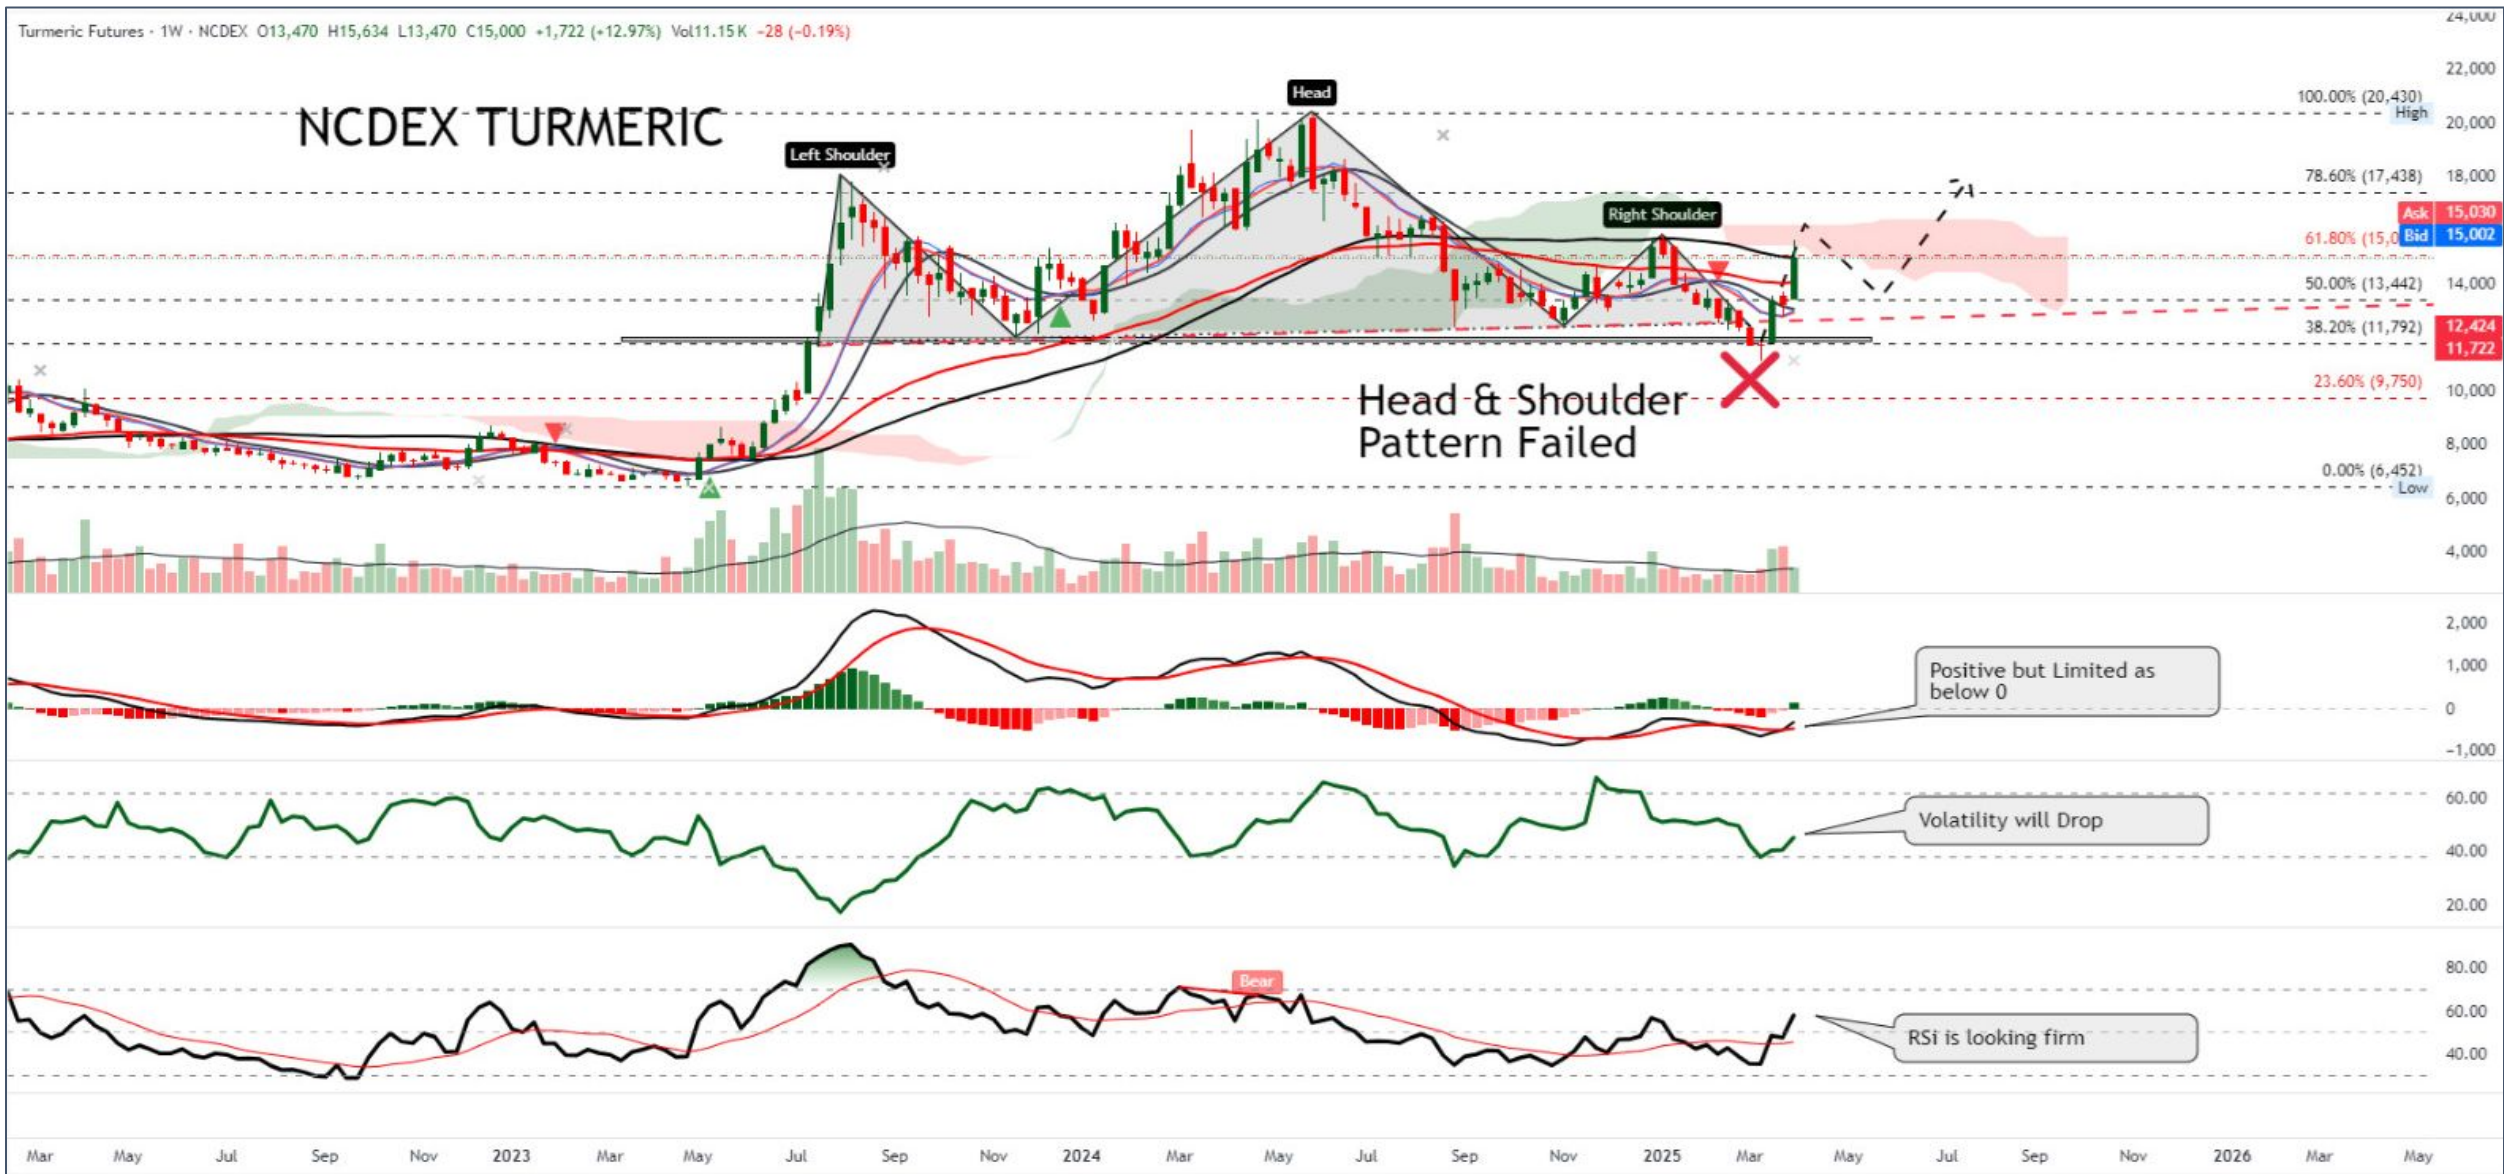 Turmeric Futures · 1W · NCDEX O13,470 H15,634 L13,470 C15,000 +1,722 (+12.97%) Vol11.15K −28 (−0.19%)
NCDEX TURMERIC
Left Shoulder
Head
Right Shoulder
Head & Shoulder
Pattern Failed
100.00% (20,430)
High
78.60% (17,438)
61.80% (15,0
50.00% (13,442)
38.20% (11,792)
23.60% (9,750)
0.00% (6,452)
Low
24,000
22,000
20,000
18,000
Ask 15,030
Bid 15,002
14,000
12,424
11,722
10,000
8,000
6,000
4,000
2,000
1,000
0
−1,000
Positive but Limited as
below 0
60.00
40.00
20.00
Volatility will Drop
Bear
80.00
60.00
40.00
RSi is looking firm
Mar May Jul Sep Nov 2023 Mar May Jul Sep Nov 2024 Mar May Jul Sep Nov 2025 Mar May Jul Sep Nov 2026 Mar May